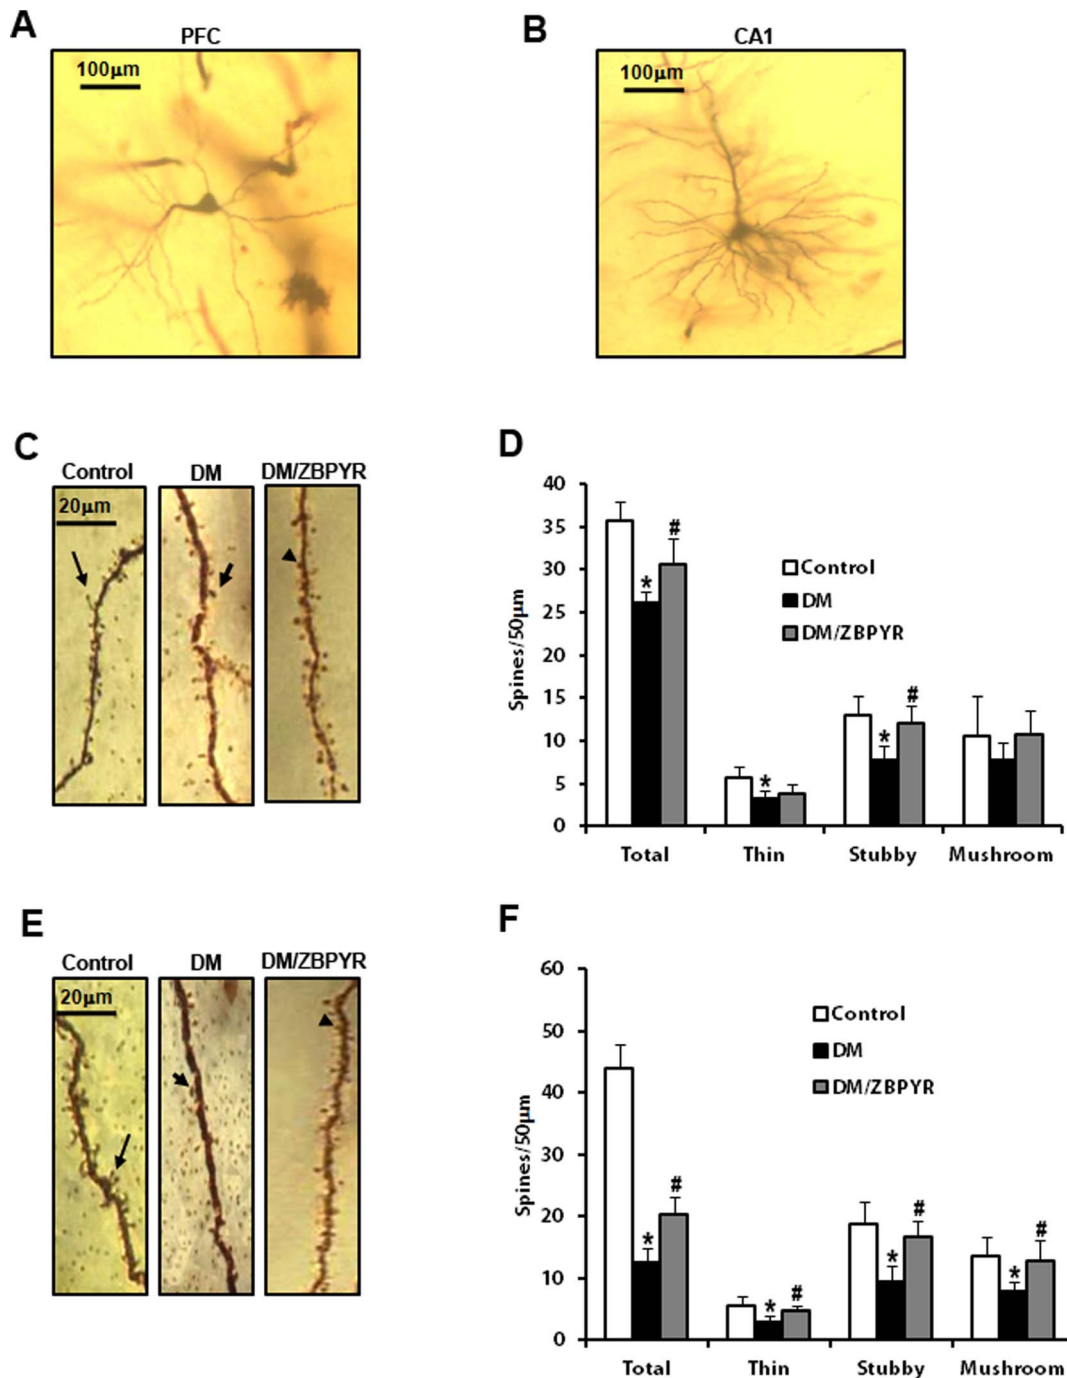 A
PFC
100µm
B
CA1
100µm
C
Control
DM
DM/ZBPYR
20µm
D
Spines/50µm
40
35
30
25
20
15
10
5
0
*
#
*
*
#
Control
DM
DM/ZBPYR
Total
Thin
Stubby
Mushroom
E
Control
DM
DM/ZBPYR
20µm
F
Spines/50µm
60
50
40
30
20
10
0
*
#
*
#
*
#
*
#
Control
DM
DM/ZBPYR
Total
Thin
Stubby
Mushroom